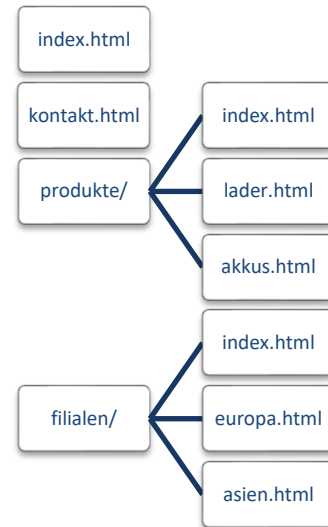 index.html
kontakt.html
index.html
produkte/
lader.html
akkus.html
index.html
filialen/
europa.html
asien.html